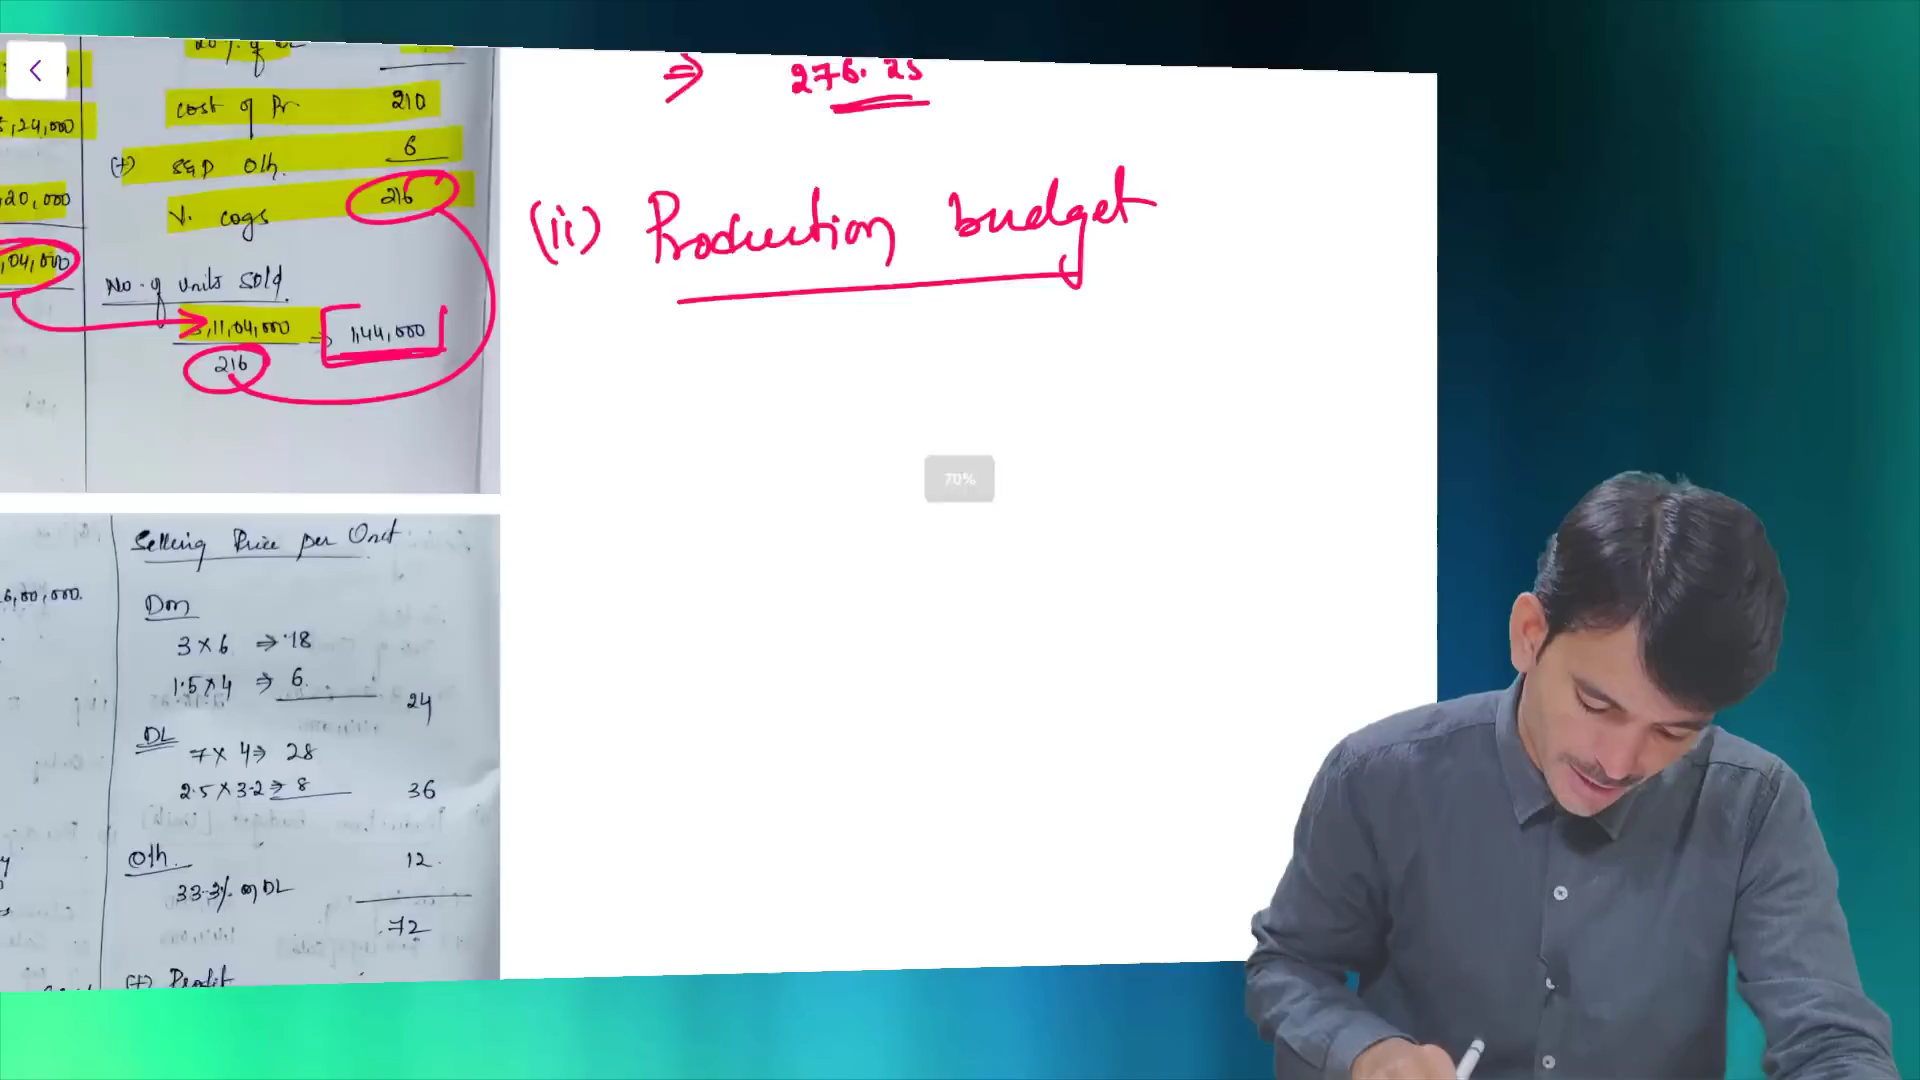 5,24,000
20,000
,04,000
20%. of
cost of Pr. 210
(+) S&D O/h. 6
V. cogs 216
No. of units sold
3,11,04,000 ⇒ 1,44,000
216
6,00,000.
Selling Price per Unit
Dm
3×6 ⇒ 18
1.5×4 ⇒ 6
24
DL
7×4⇒ 28
2.5×3.2⇒ 8 36
O/h. 12.
33.3%. of DL
72
(+) Profit
⇒ 276.25
(ii) Production budget
70%